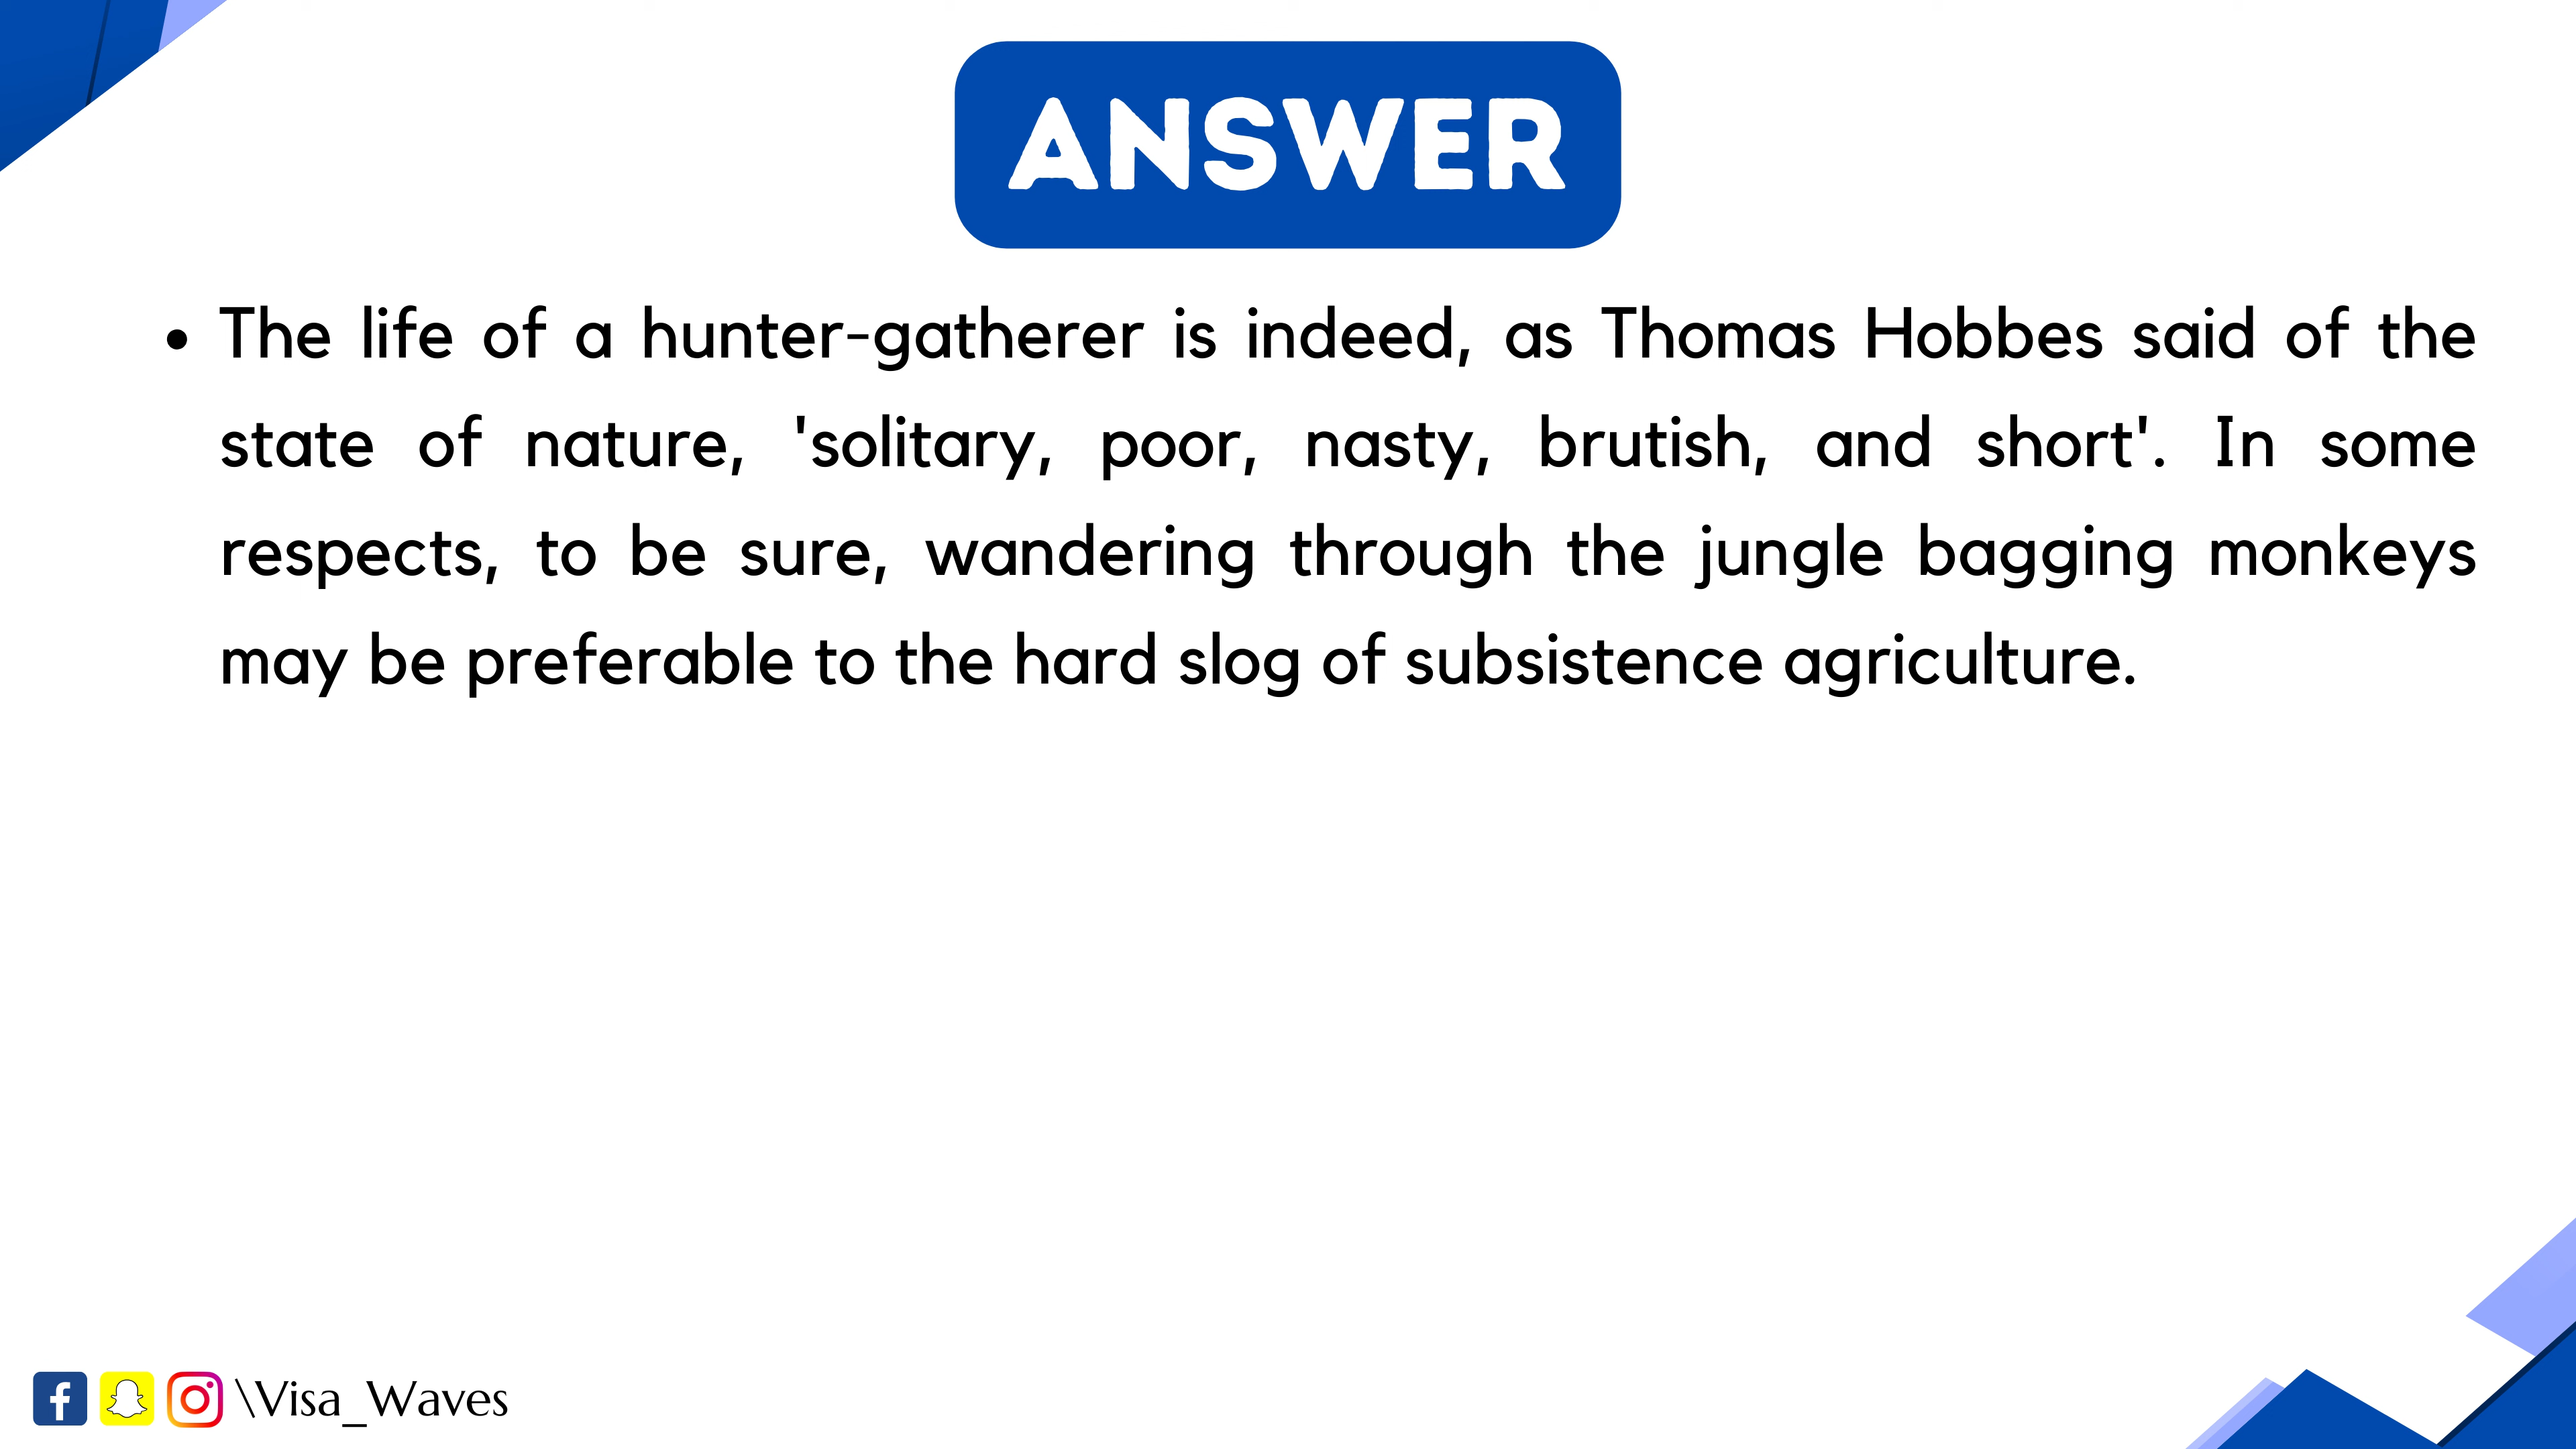 ANSWER
• The life of a hunter-gatherer is indeed, as Thomas Hobbes said of the
state of nature, 'solitary, poor, nasty, brutish, and short'. In some
respects, to be sure, wandering through the jungle bagging monkeys
may be preferable to the hard slog of subsistence agriculture.
\Visa_Waves